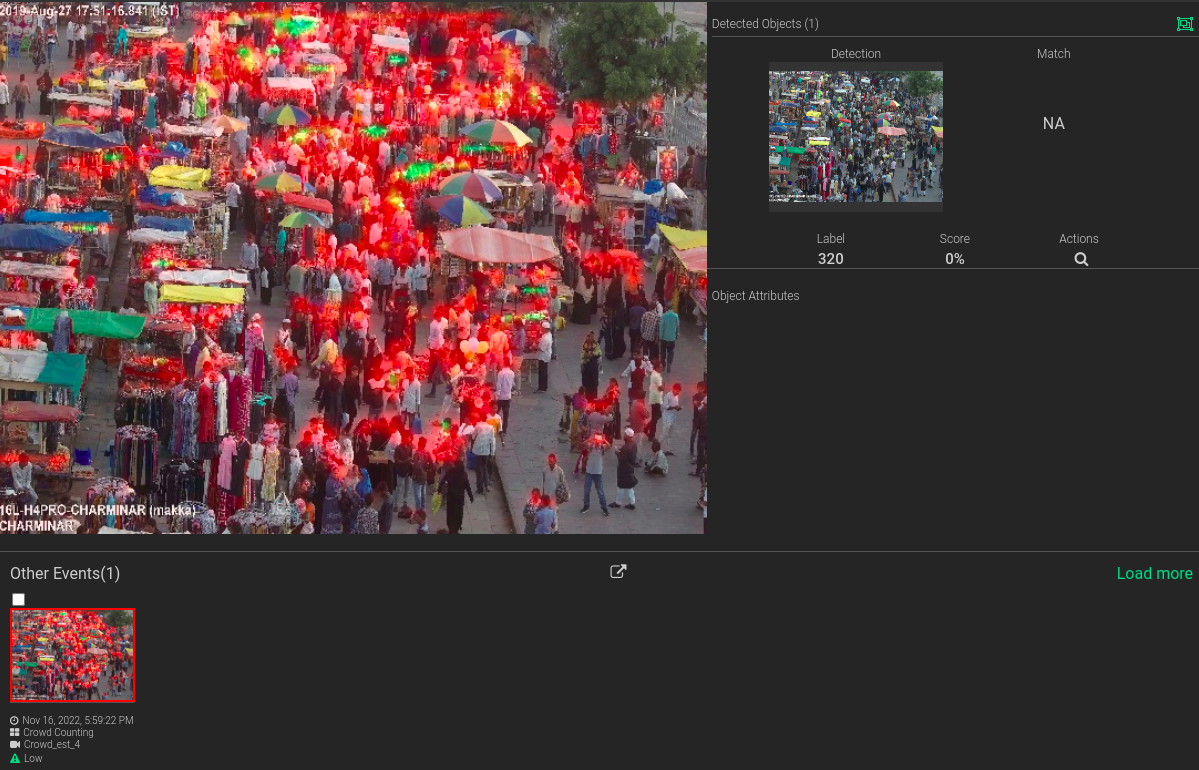 2019-Aug-27 17:51:16.841 (IST)
16L-H4PRO-CHARMINAR (makka)
CHARMINAR
Detected Objects (1)
Detection
Match
NA
Label
Score
Actions
320
0%
Object Attributes
Other Events(1)
Load more
Nov 16, 2022, 5:59:22 PM
Crowd Counting
Crowd_est_4
Low